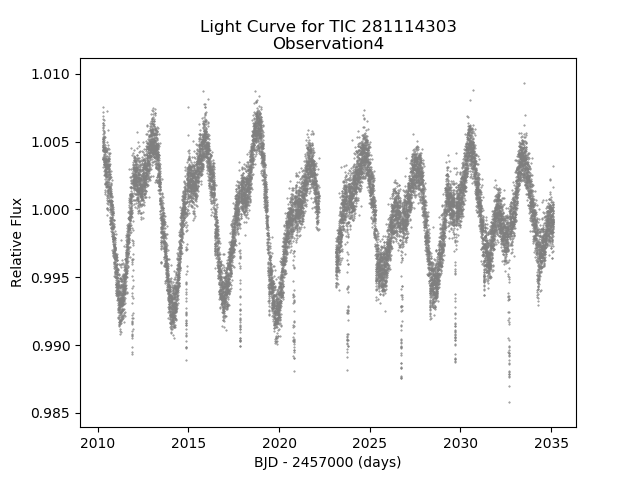 Light Curve for TIC 281114303
Observation4
1.010
1.005
1.000
0.995
0.990
0.985
Relative Flux
2010 2015 2020 2025 2030 2035
BJD - 2457000 (days)